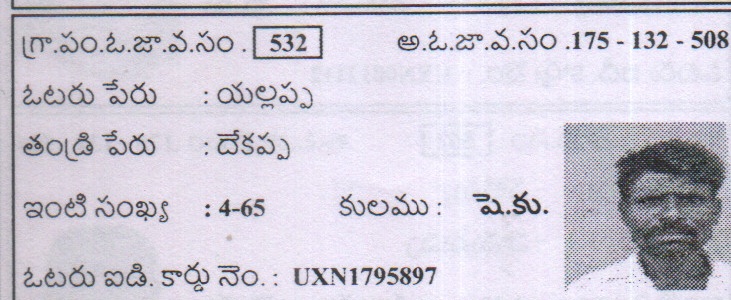 గ్రా.పం.ఓ.జా.వ.సం. 532 అ.ఓ.జా.వ.సం .175 - 132 - 508
ఓటరు పేరు : యల్లప్ప
తండ్రి పేరు : దేకప్ప
ఇంటి సంఖ్య : 4-65 కులము : షె.కు.
ఓటరు ఐడి. కార్డు నెం. : UXN1795897